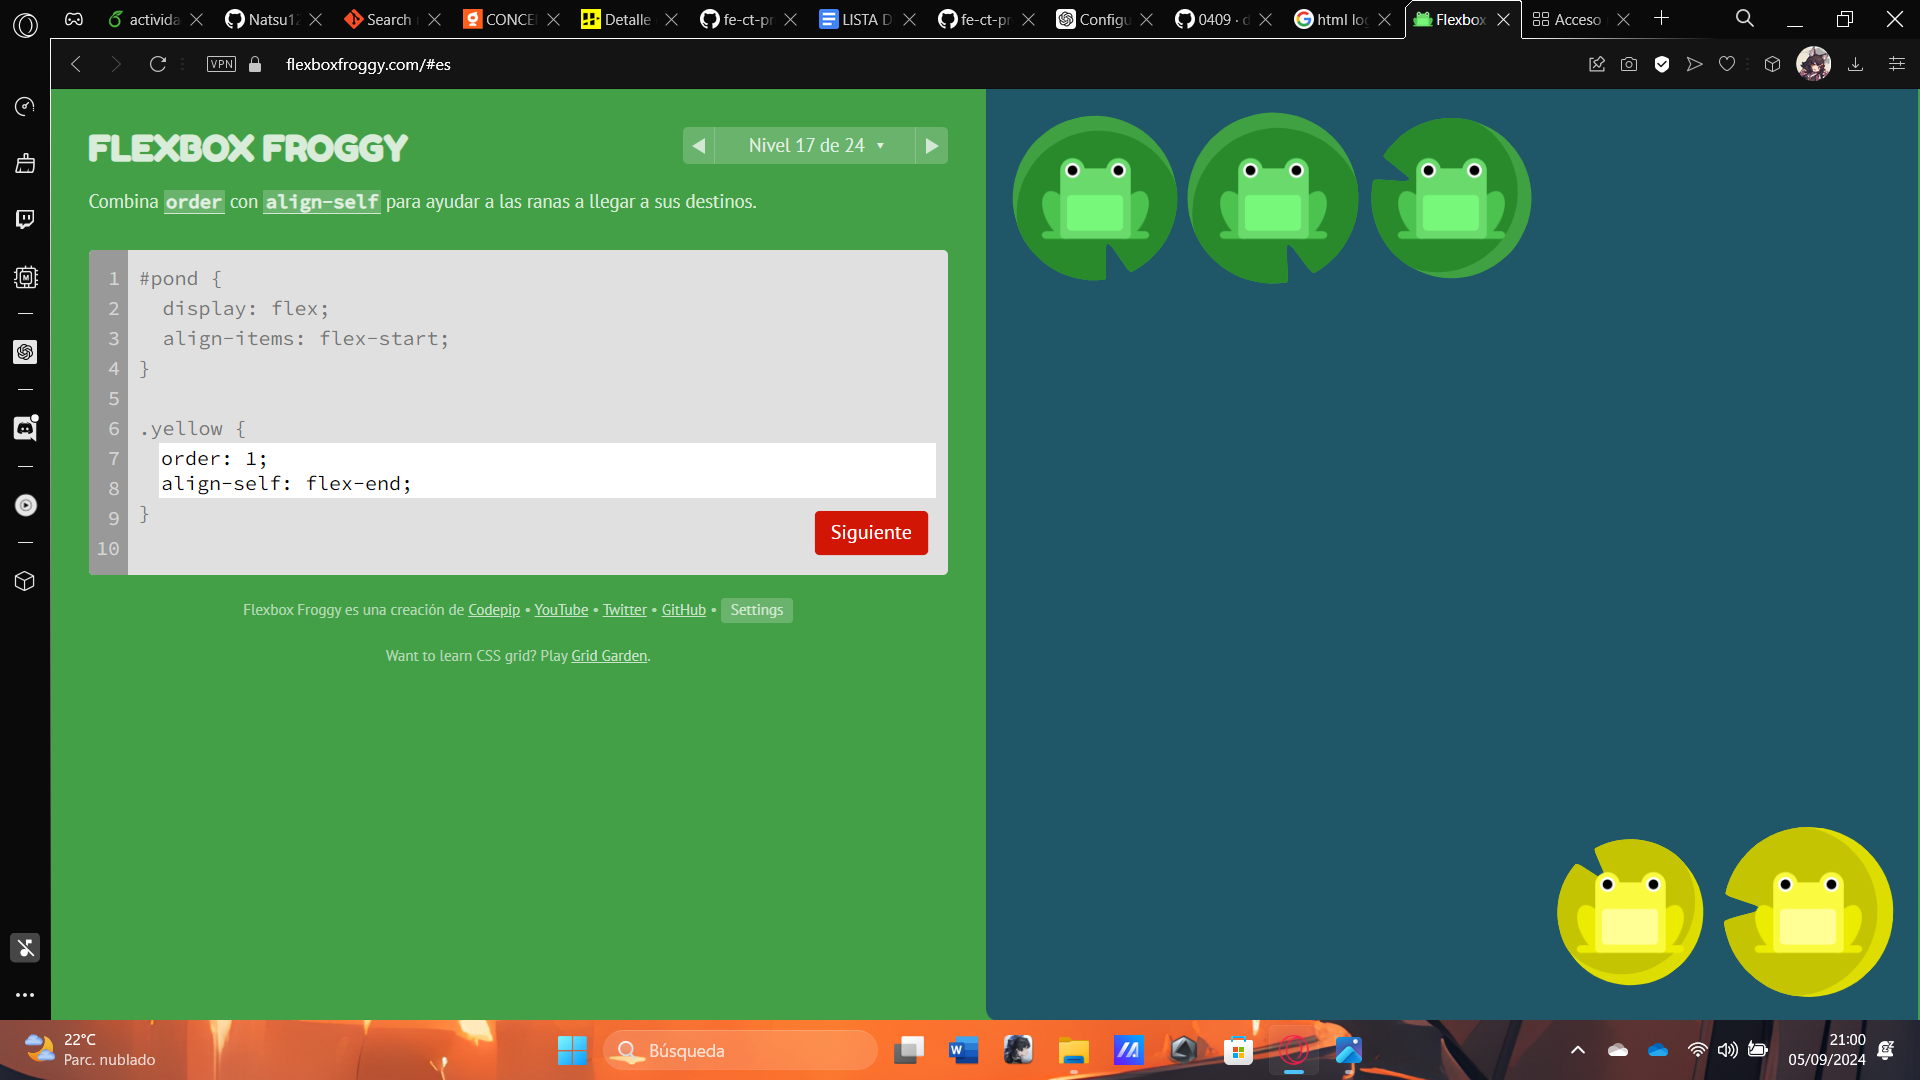 activida
Natsu12
Search
CONCE
Detalle
fe-ct-pr
LISTA D
fe-ct-pr
Configu
0409 · d
html log
Flexbox
Acceso
VPN
flexboxfroggy.com/#es
FLEXBOX FROGGY
Nivel 17 de 24 ▾
Combina order con align-self para ayudar a las ranas a llegar a sus destinos.
1 #pond {
2 display: flex;
3 align-items: flex-start;
4 }
5
6 .yellow {
7 order: 1;
8 align-self: flex-end;
9 }
10
Siguiente
Flexbox Froggy es una creación de Codepip • YouTube • Twitter • GitHub • Settings
Want to learn CSS grid? Play Grid Garden.
22°C
Parc. nublado
Búsqueda
21:00
05/09/2024